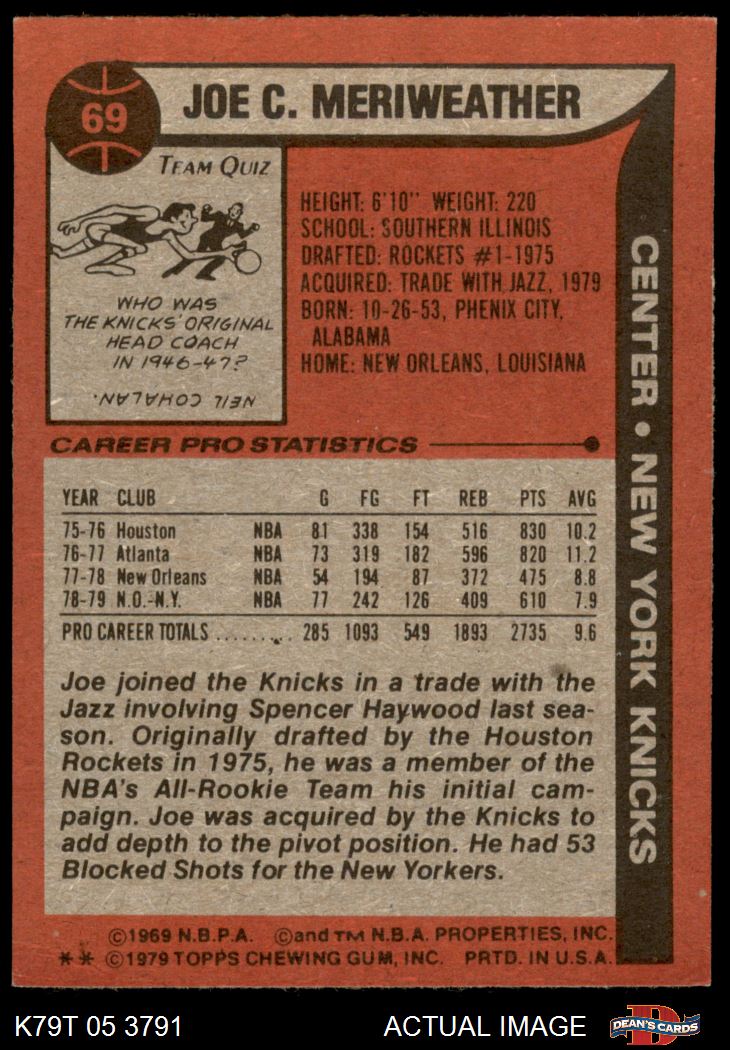 69
JOE C. MERIWEATHER
TEAM QUIZ
WHO WAS
THE KNICKS' ORIGINAL
HEAD COACH
IN 1946-47?
NEIL COHALAN.
HEIGHT: 6'10" WEIGHT: 220
SCHOOL: SOUTHERN ILLINOIS
DRAFTED: ROCKETS #1-1975
ACQUIRED: TRADE WITH JAZZ, 1979
BORN: 10-26-53, PHENIX CITY,
ALABAMA
HOME: NEW ORLEANS, LOUISIANA
CENTER • NEW YORK KNICKS
CAREER PRO STATISTICS
YEAR CLUB G FG FT REB PTS AVG
75-76 Houston NBA 81 338 154 516 830 10.2
76-77 Atlanta NBA 73 319 182 596 820 11.2
77-78 New Orleans NBA 54 194 87 372 475 8.8
78-79 N.O.-N.Y. NBA 77 242 126 409 610 7.9
PRO CAREER TOTALS ......... 285 1093 549 1893 2735 9.6
Joe joined the Knicks in a trade with the
Jazz involving Spencer Haywood last sea-
son. Originally drafted by the Houston
Rockets in 1975, he was a member of the
NBA's All-Rookie Team his initial cam-
paign. Joe was acquired by the Knicks to
add depth to the pivot position. He had 53
Blocked Shots for the New Yorkers.
©1969 N.B.P.A. ©and TM N.B.A. PROPERTIES, INC.
** ©1979 TOPPS CHEWING GUM, INC. PRTD. IN U.S.A.
K79T 05 3791 ACTUAL IMAGE
DEAN'S CARDS